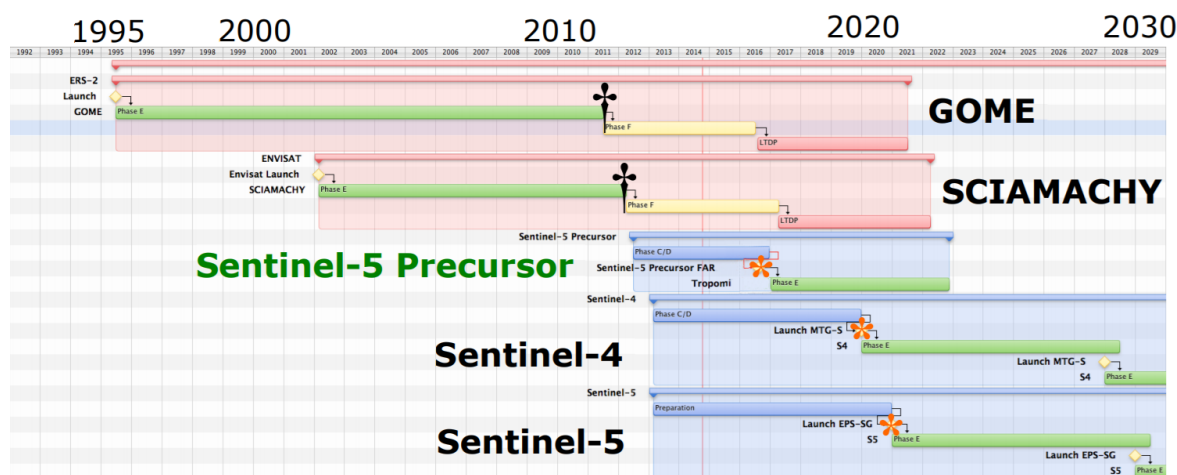 1995 2000 2010 2020 2030
1992 1993 1994 1995 1996 1997 1998 1999 2000 2001 2002 2003 2004 2005 2006 2007 2008 2009 2010 2011 2012 2013 2014 2015 2016 2017 2018 2019 2020 2021 2022 2023 2024 2025 2026 2027 2028 2029
ERS-2
Launch
GOME Phase E GOME
Phase F
LTDP
ENVISAT
Envisat Launch
SCIAMACHY Phase E SCIAMACHY
Phase F
LTDP
Sentinel-5 Precursor
Phase C/D
Sentinel-5 Precursor Sentinel-5 Precursor FAR
Tropomi Phase E
Sentinel-4
Phase C/D
Launch MTG-S
Sentinel-4 S4 Phase E
Launch MTG-S
S4 Phase E
Sentinel-5
Preparation
Launch EPS-SG
Sentinel-5 S5 Phase E
Launch EPS-SG
S5 Phase E